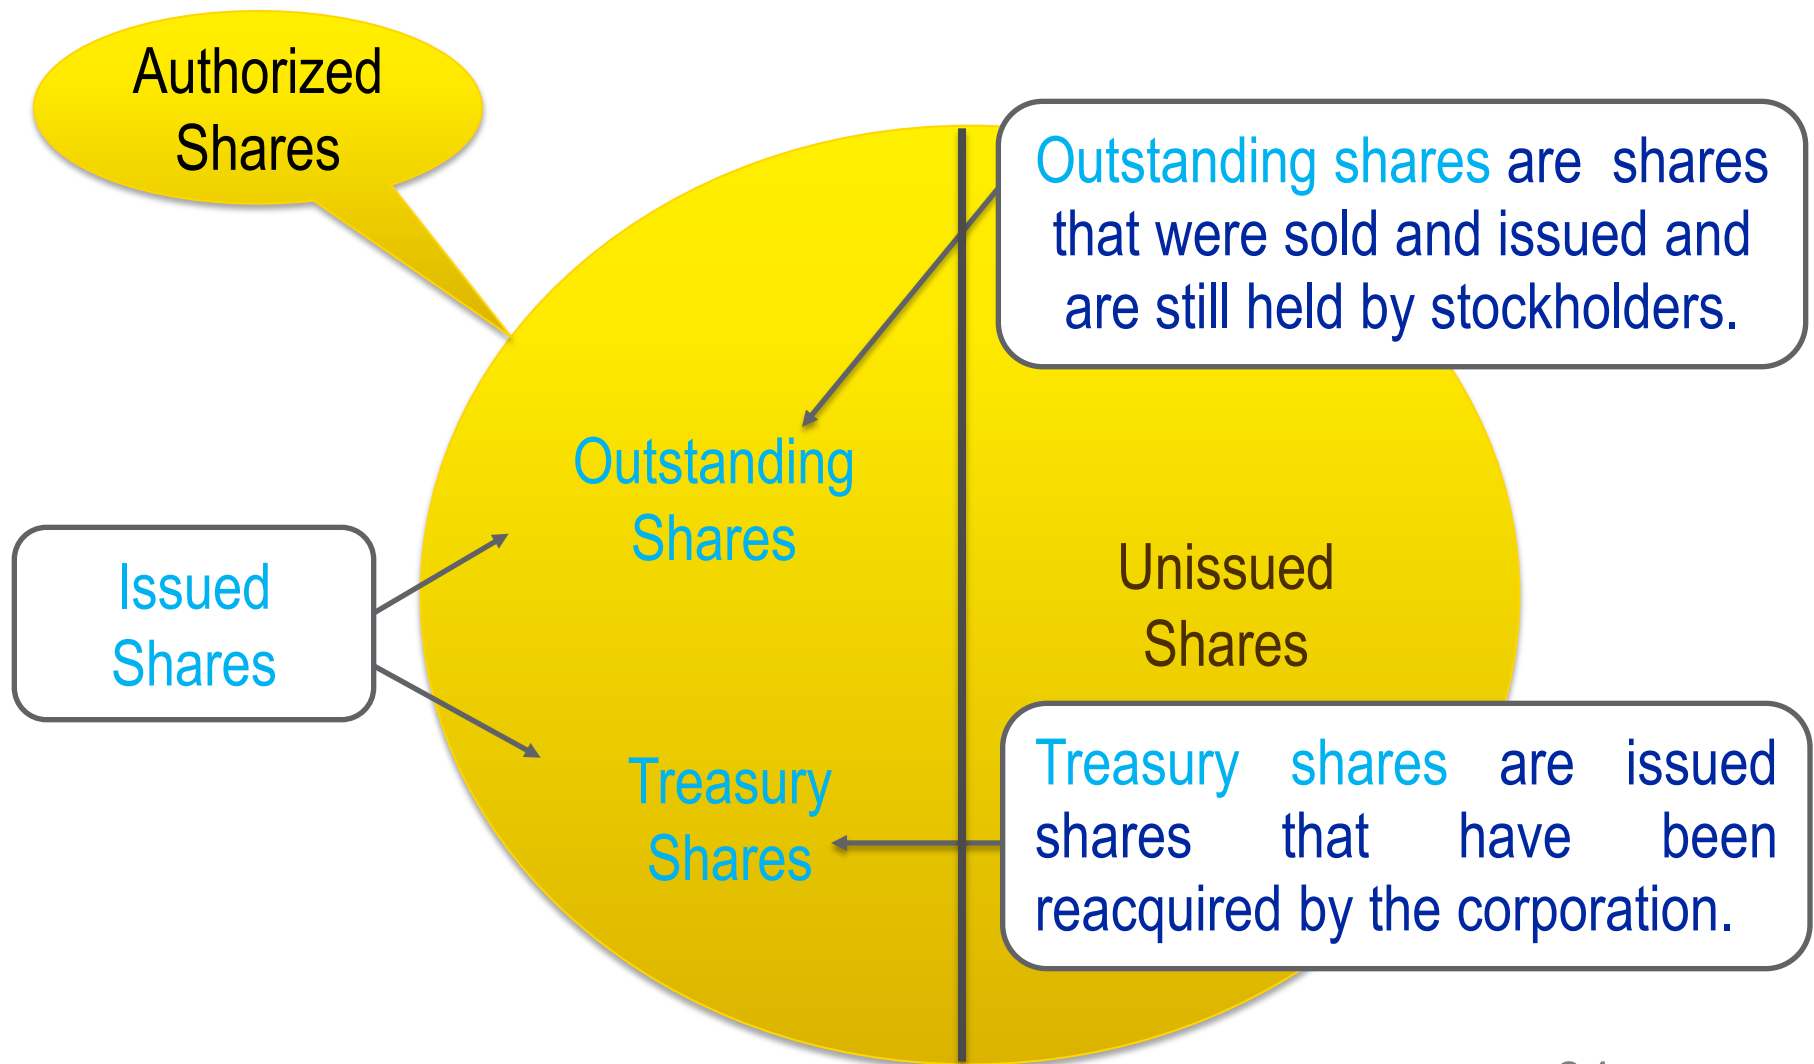 Authorized
Shares
Outstanding shares are shares
that were sold and issued and
are still held by stockholders.
Outstanding
Shares
Issued
Shares
Unissued
Shares
Treasury
Shares
Treasury shares are issued
shares that have been
reacquired by the corporation.